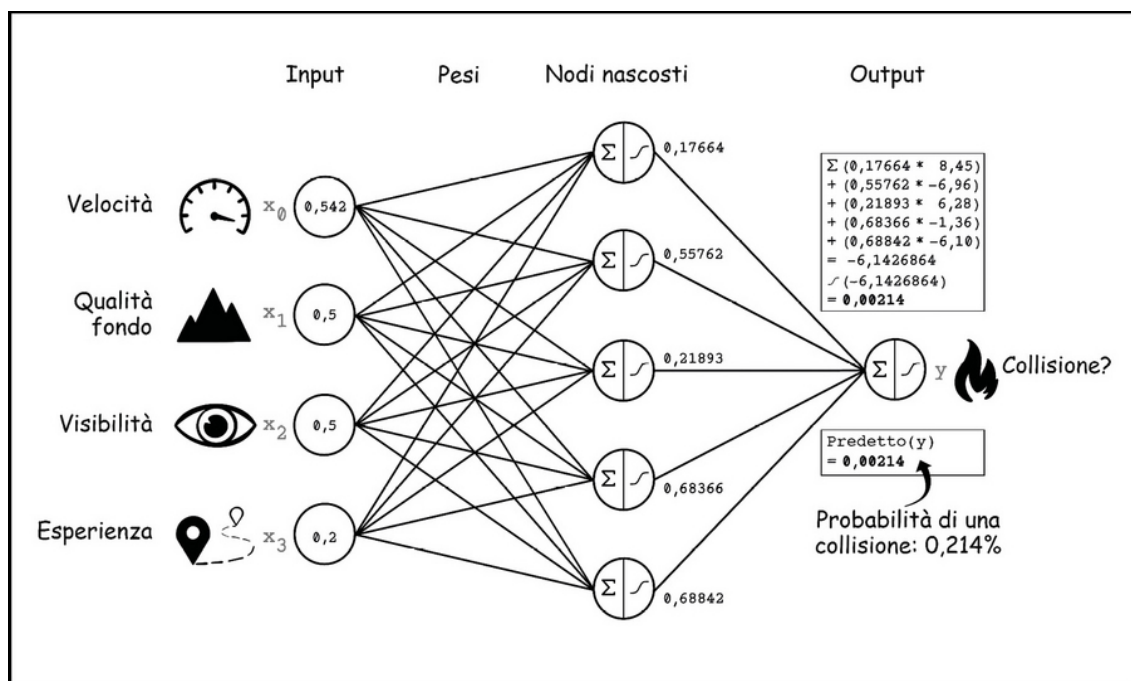 Input
Pesi
Nodi nascosti
Output
Velocità
x0
0,542
Qualità
fondo
x1
0,5
Visibilità
x2
0,5
Esperienza
x3
0,2
Σ
0,17664
Σ
0,55762
Σ
0,21893
Σ
0,68366
Σ
0,68842
Σ (0,17664 * 8,45)
+ (0,55762 * -6,96)
+ (0,21893 * 6,28)
+ (0,68366 * -1,36)
+ (0,68842 * -6,10)
= -6,1426864
⌠(-6,1426864)
= 0,00214
Σ
y
Collisione?
Predetto(y)
= 0,00214
Probabilità di una
collisione: 0,214%